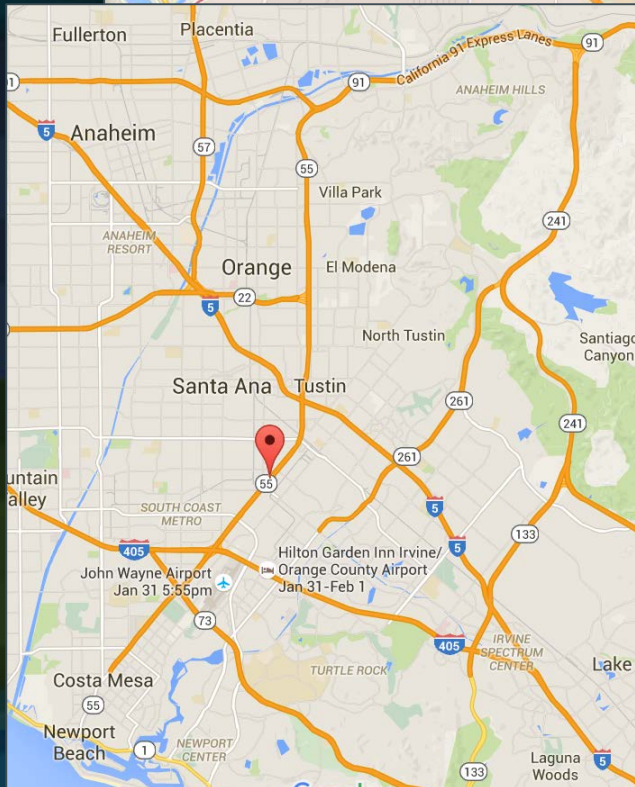 Fullerton
Placentia
91
91
91
California 91 Express Lanes
ANAHEIM HILLS
5
Anaheim
57
55
Villa Park
241
ANAHEIM
RESORT
Orange
El Modena
22
5
North Tustin
Santiago
Canyon
Santa Ana
Tustin
261
241
261
untain
alley
55
SOUTH COAST
METRO
5
133
405
5
Hilton Garden Inn Irvine/
Orange County Airport
Jan 31-Feb 1
John Wayne Airport
Jan 31 5:55pm
73
405
IRVINE
SPECTRUM
CENTER
Lake
TURTLE ROCK
Costa Mesa
55
Newport
Beach
1
NEWPORT
CENTER
Laguna
Woods
5
133